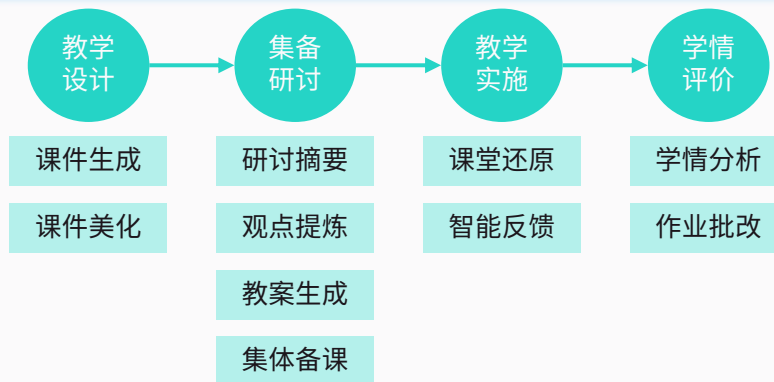 教学
设计
集备
研讨
教学
实施
学情
评价
课件生成
研讨摘要
课堂还原
学情分析
课件美化
观点提炼
智能反馈
作业批改
教案生成
集体备课